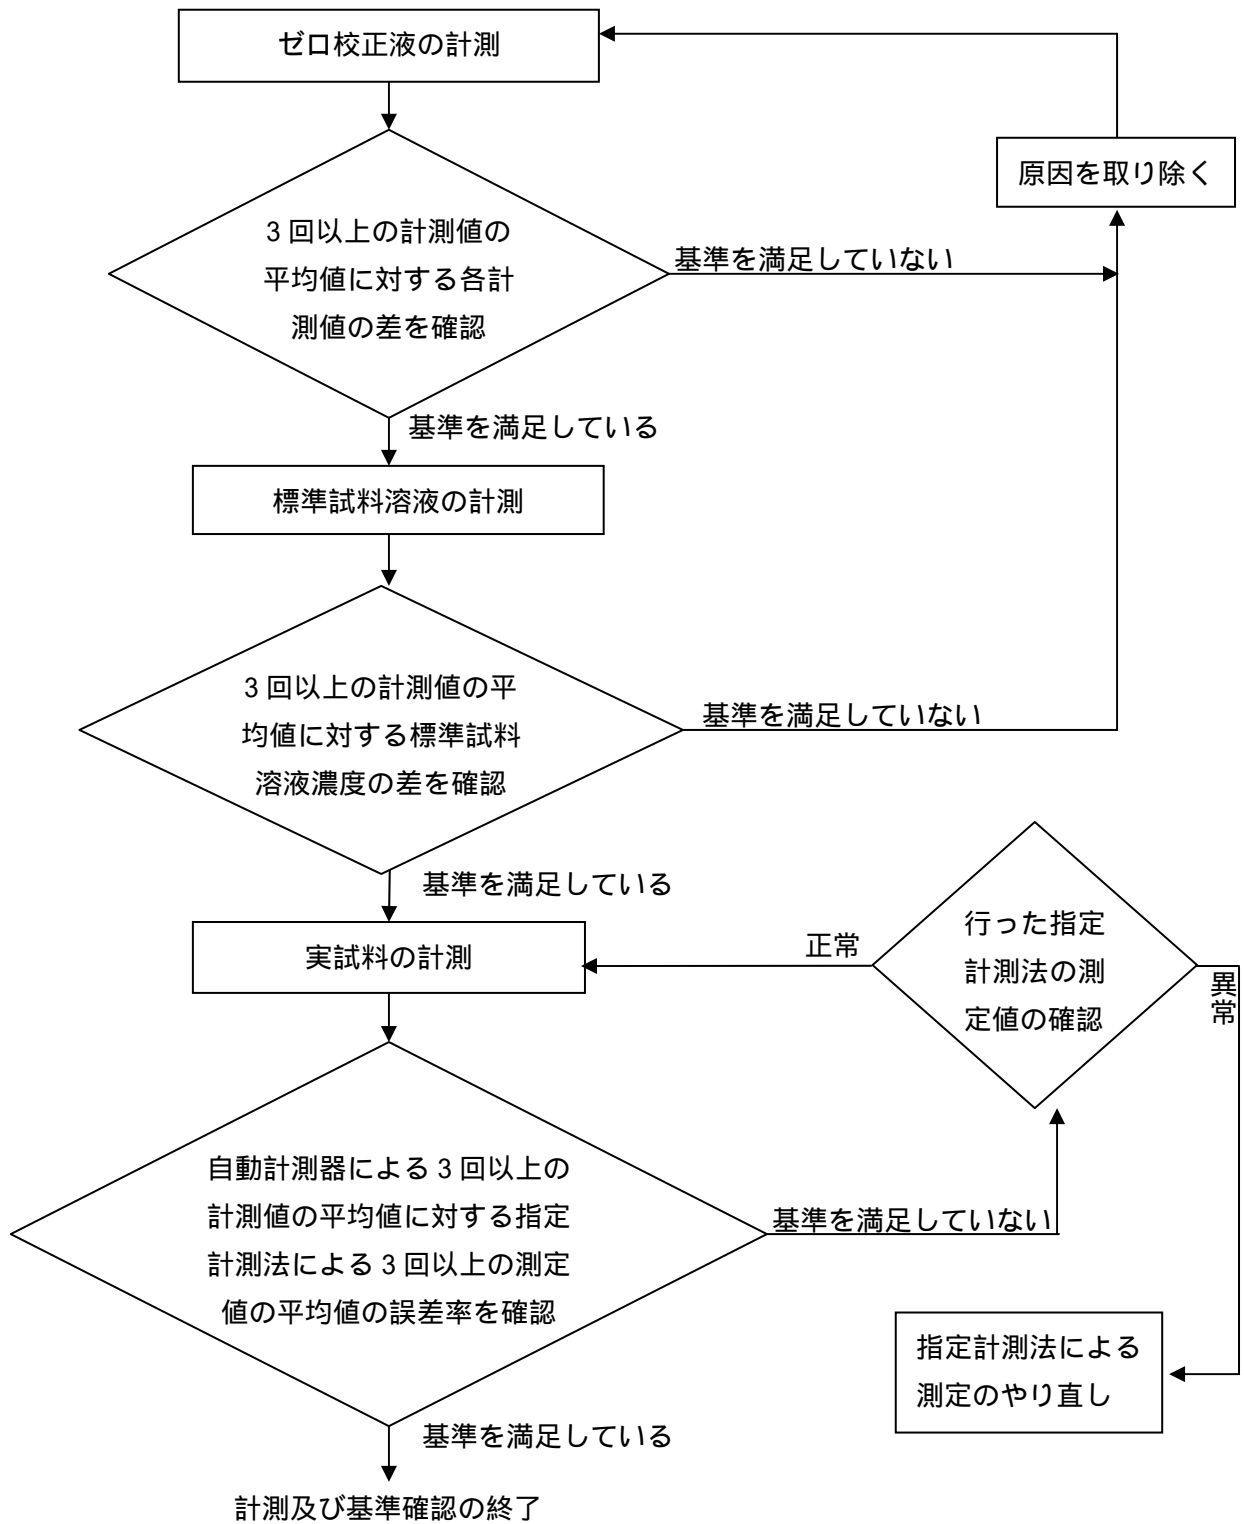 ゼロ校正液の計測
原因を取り除く
3 回以上の計測値の
平均値に対する各計
測値の差を確認
基準を満足していない
基準を満足している
標準試料溶液の計測
3 回以上の計測値の平
均値に対する標準試料
溶液濃度の差を確認
基準を満足していない
基準を満足している
実試料の計測
正常
行った指定
計測法の測
定値の確認
異常
自動計測器による 3 回以上の
計測値の平均値に対する指定
計測法による 3 回以上の測定
値の平均値の誤差率を確認
基準を満足していない
指定計測法による
測定のやり直し
基準を満足している
計測及び基準確認の終了